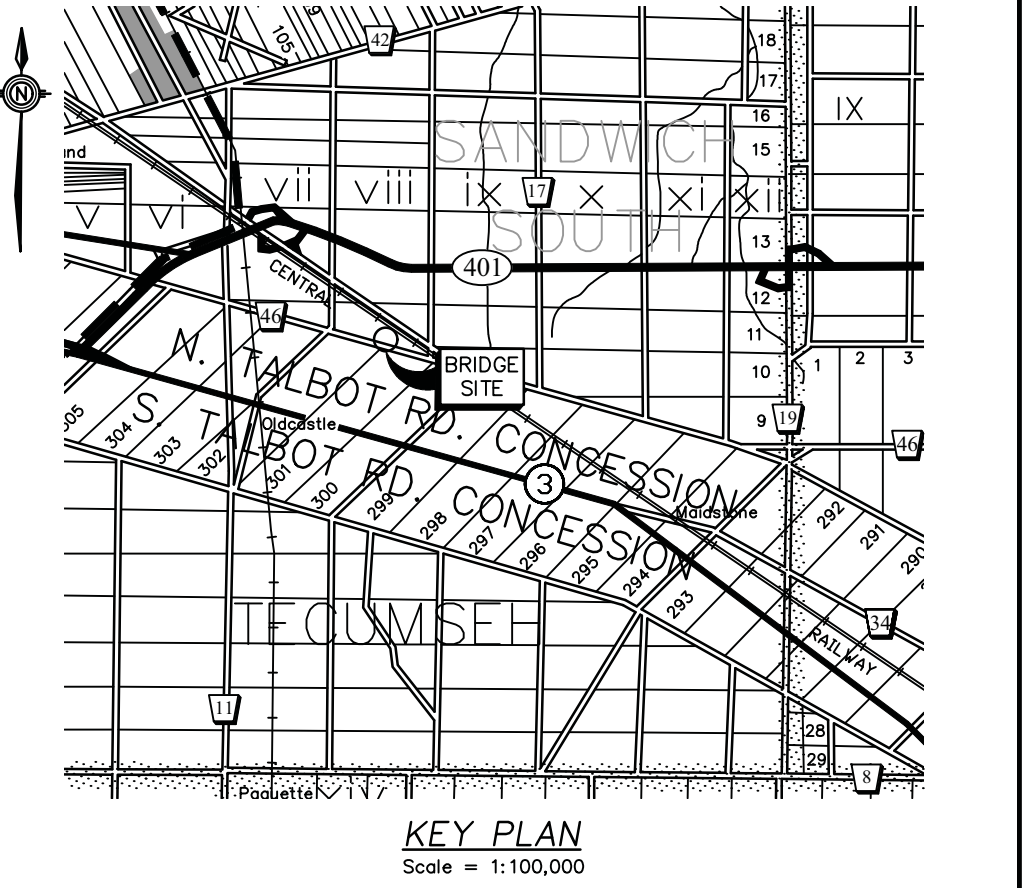 42
105
18
17
16
IX
15
N
nd
SANDWICH
vii viii ix 17 x xi xii
v vi
SOUTH
13
401
CENTRAL
12
46
11
N. TALBOT RD. CONCESSION
BRIDGE
SITE
10
1 2 3
9
19
46
S. TALBOT RD. CONCESSION
Oldcastle
3
Maidstone
305
304
303
302
301
300
299
298
297
296
295
294
293
292
291
290
TECUMSEH
34
RAILWAY
11
28
29
8
Paquette
KEY PLAN
Scale = 1:100,000